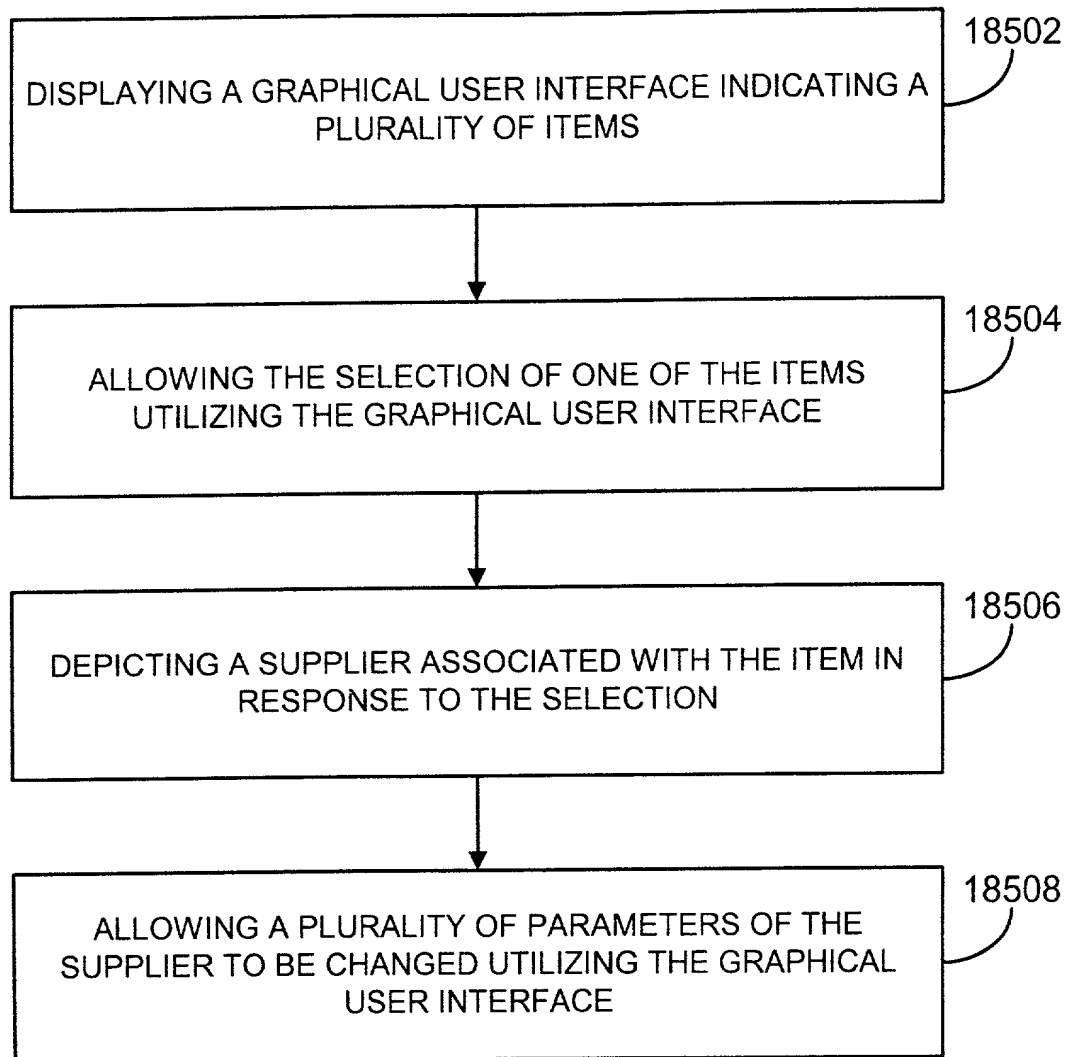 18502
DISPLAYING A GRAPHICAL USER INTERFACE INDICATING A
PLURALITY OF ITEMS
18504
ALLOWING THE SELECTION OF ONE OF THE ITEMS
UTILIZING THE GRAPHICAL USER INTERFACE
18506
DEPICTING A SUPPLIER ASSOCIATED WITH THE ITEM IN
RESPONSE TO THE SELECTION
18508
ALLOWING A PLURALITY OF PARAMETERS OF THE
SUPPLIER TO BE CHANGED UTILIZING THE GRAPHICAL
USER INTERFACE